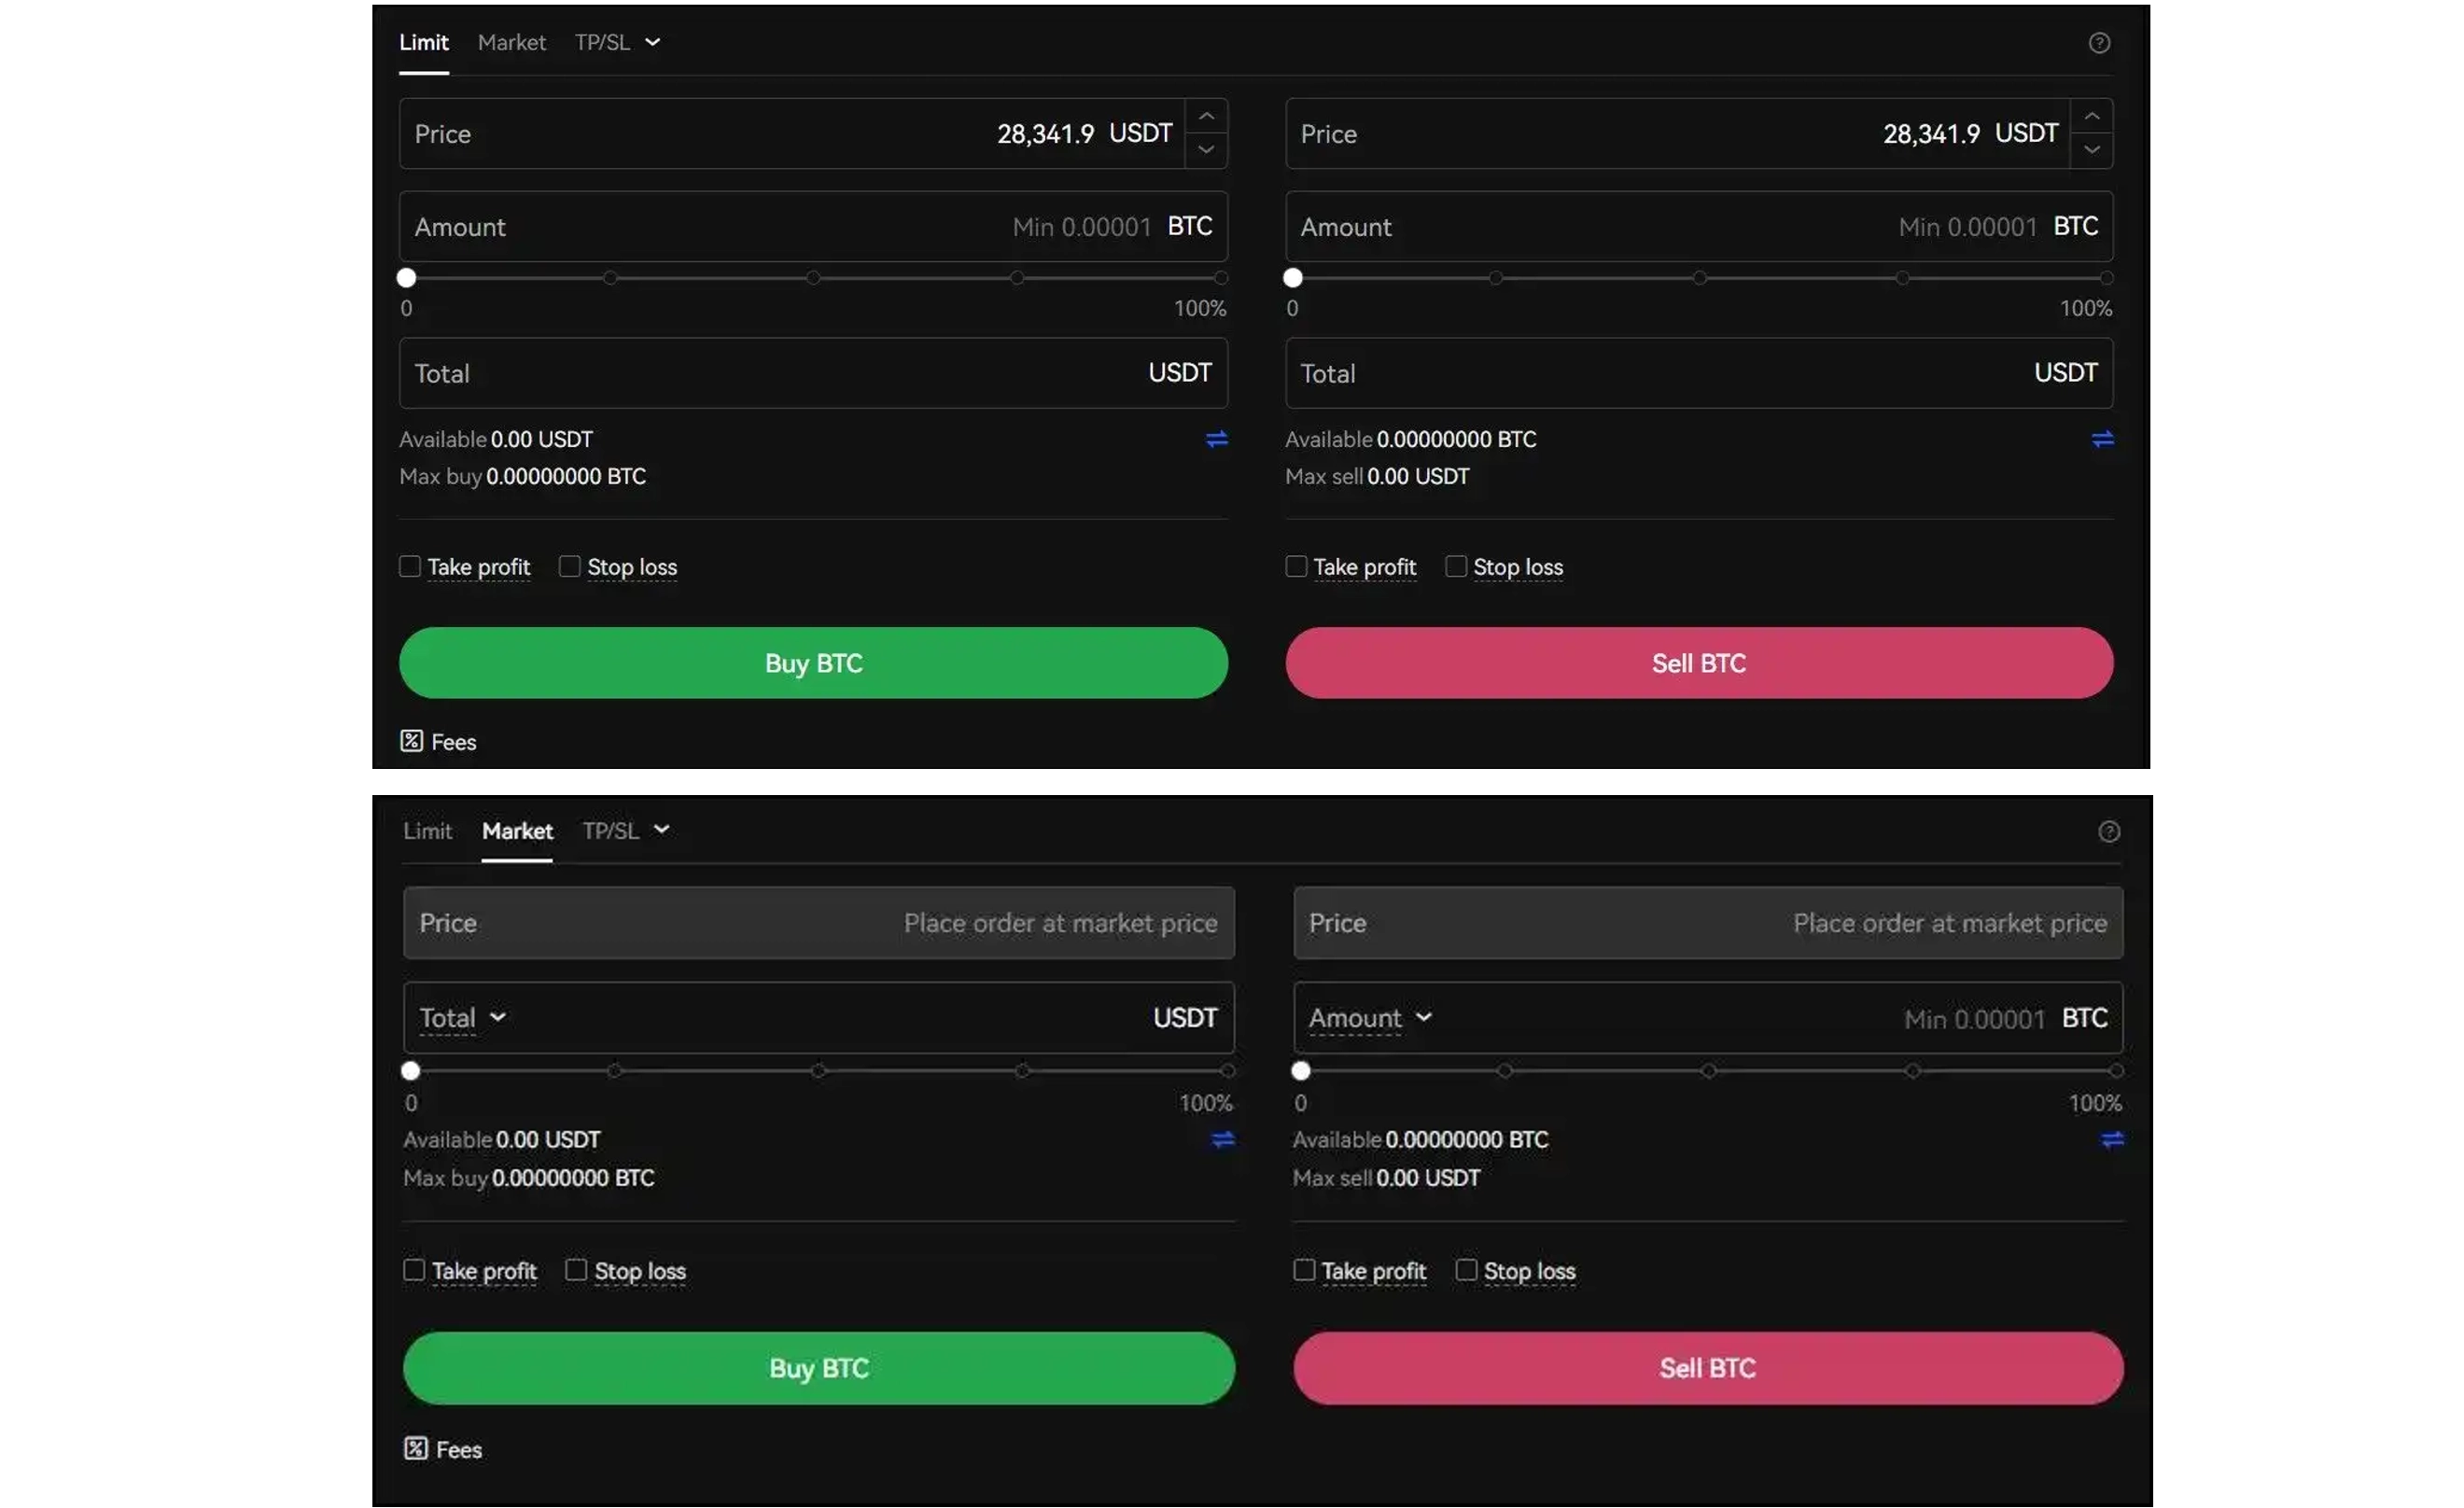 Limit Market TP/SL
Price 28,341.9 USDT
Amount Min 0.00001 BTC
0 100%
Total USDT
Available 0.00 USDT
Max buy 0.00000000 BTC
Take profit Stop loss
Buy BTC
Price 28,341.9 USDT
Amount Min 0.00001 BTC
0 100%
Total USDT
Available 0.00000000 BTC
Max sell 0.00 USDT
Take profit Stop loss
Sell BTC
% Fees
Limit Market TP/SL
Price Place order at market price
Total USDT
0 100%
Available 0.00 USDT
Max buy 0.00000000 BTC
Take profit Stop loss
Buy BTC
Price Place order at market price
Amount Min 0.00001 BTC
0 100%
Available 0.00000000 BTC
Max sell 0.00 USDT
Take profit Stop loss
Sell BTC
% Fees